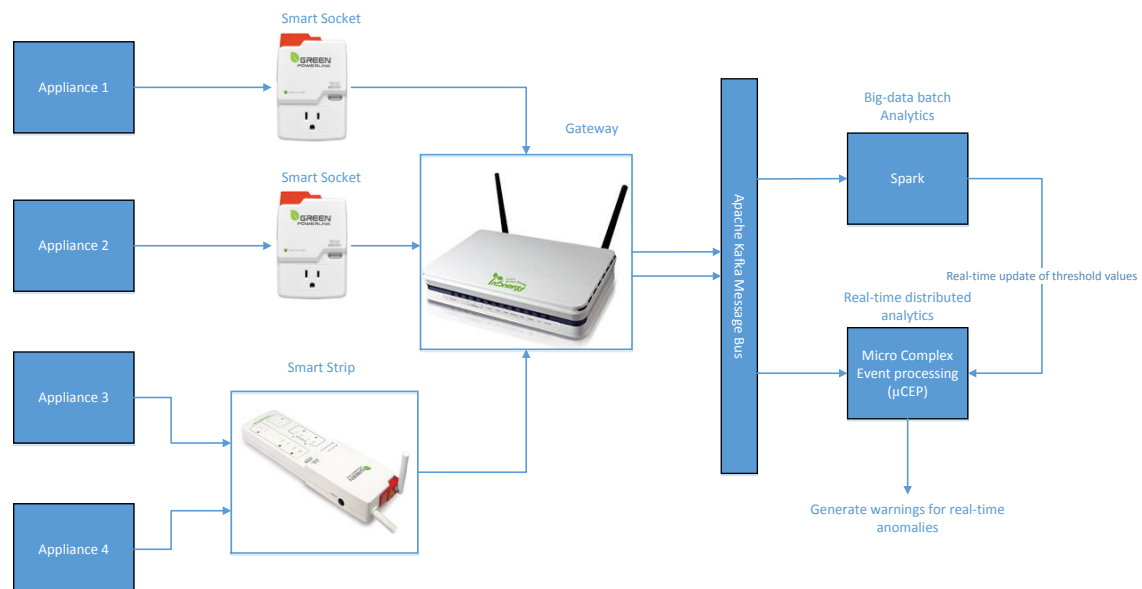 Smart Socket
Appliance 1
GREEN
POWERLINK
Big-data batch
Analytics
Gateway
Spark
Smart Socket
Appliance 2
GREEN
POWERLINK
InEnergy
Apache Kafka Message Bus
Real-time update of threshold values
Real-time distributed
analytics
Micro Complex
Event processing
(µCEP)
Smart Strip
Appliance 3
GREEN
Appliance 4
Generate warnings for real-time
anomalies